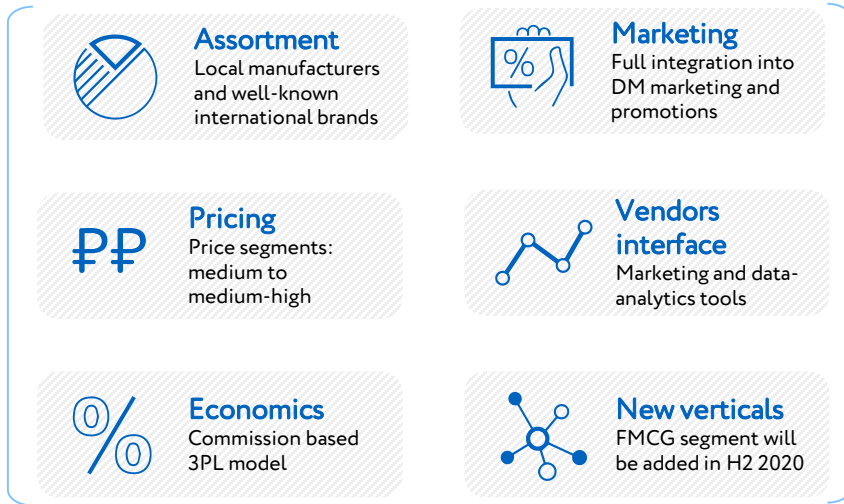 Assortment
Local manufacturers
and well-known
international brands
%
Marketing
Full integration into
DM marketing and
promotions
₽₽
Pricing
Price segments:
medium to
medium-high
Vendors
interface
Marketing and data-
analytics tools
%
Economics
Commission based
3PL model
New verticals
FMCG segment will
be added in H2 2020